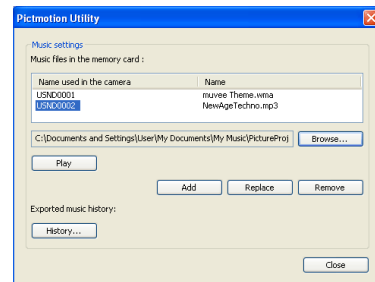 Pictmotion Utility
Music settings
Music files in the memory card :
Name used in the camera Name
USND0001 muvee Theme.wma
USND0002 NewAgeTechno.mp3
C:\Documents and Settings\User\My Documents\My Music\PictureProj Browse...
Play
Add Replace Remove
Exported music history:
History...
Close